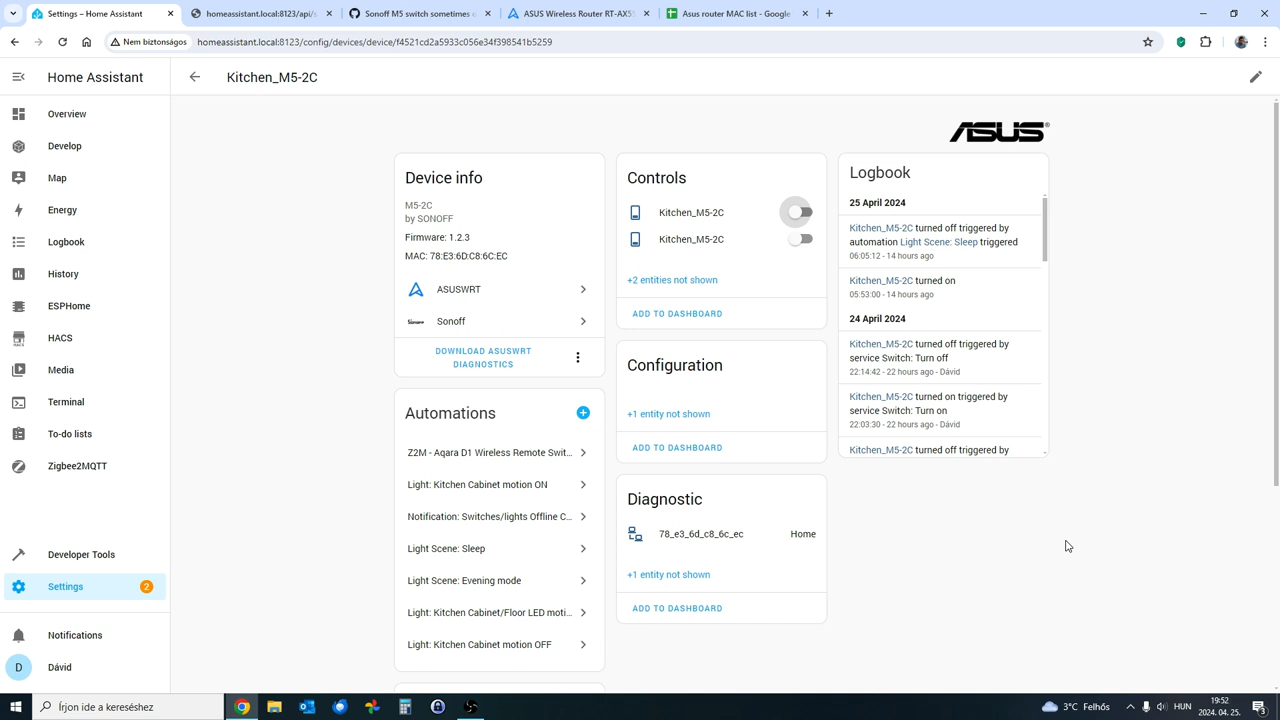 Settings – Home Assistant
homeassistant.local:8123/api/s
Sonoff M5 switch sometimes e
ASUS Wireless Router RT-AX55
Asus router MAC list - Google
Nem biztonságos
homeassistant.local:8123/config/devices/device/f4521cd2a5933c056e34f398541b5259
Home Assistant
Kitchen_M5-2C
Overview
Develop
Map
Energy
Logbook
History
ESPHome
HACS
Media
Terminal
To-do lists
Zigbee2MQTT
Developer Tools
Settings
2
Notifications
D
Dávid
ASUS®
Device info
M5-2C
by SONOFF
Firmware: 1.2.3
MAC: 78:E3:6D:C8:6C:EC
ASUSWRT
Sonoff
DOWNLOAD ASUSWRT
DIAGNOSTICS
Automations
Z2M - Aqara D1 Wireless Remote Swit...
Light: Kitchen Cabinet motion ON
Notification: Switches/lights Offline C...
Light Scene: Sleep
Light Scene: Evening mode
Light: Kitchen Cabinet/Floor LED moti...
Light: Kitchen Cabinet motion OFF
Controls
Kitchen_M5-2C
Kitchen_M5-2C
+2 entities not shown
ADD TO DASHBOARD
Configuration
+1 entity not shown
ADD TO DASHBOARD
Diagnostic
78_e3_6d_c8_6c_ec Home
+1 entity not shown
ADD TO DASHBOARD
Logbook
25 April 2024
Kitchen_M5-2C turned off triggered by
automation Light Scene: Sleep triggered
06:05:12 - 14 hours ago
Kitchen_M5-2C turned on
05:53:00 - 14 hours ago
24 April 2024
Kitchen_M5-2C turned off triggered by
service Switch: Turn off
22:14:42 - 22 hours ago - Dávid
Kitchen_M5-2C turned on triggered by
service Switch: Turn on
22:03:30 - 22 hours ago - Dávid
Kitchen_M5-2C turned off triggered by
Írjon ide a kereséshez
3°C Felhős
HUN
19:52
2024. 04. 25.